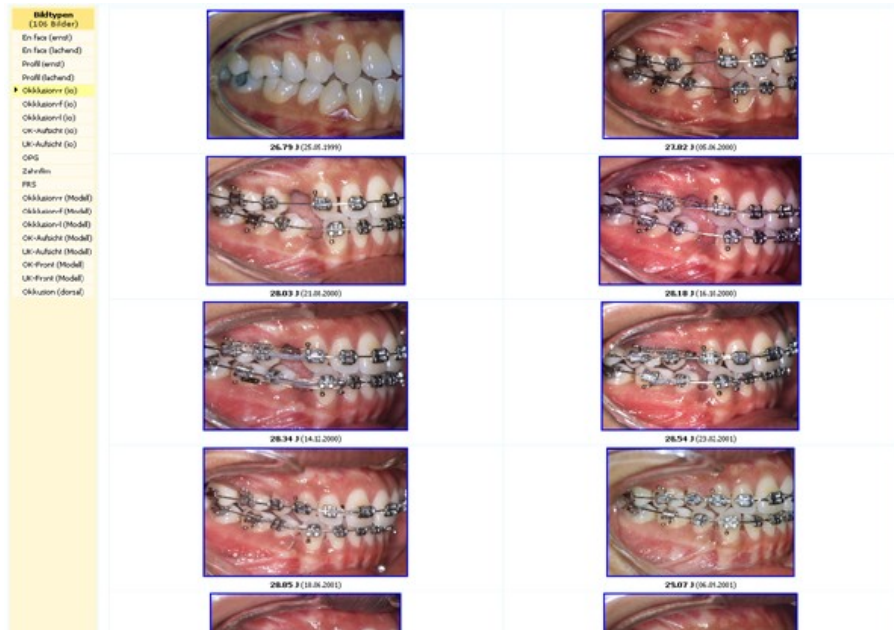 Bildtypen
(106 Bilder)
En face (ernst)
En face (lachend)
Profil (ernst)
Profil (lachend)
Okklusion-r (io)
Okklusion-f (io)
Okklusion-l (io)
OK-Aufsicht (io)
UK-Aufsicht (io)
OPG
Zahnfilm
FRS
Okklusion-r (Modell)
Okklusion-f (Modell)
Okklusion-l (Modell)
OK-Aufsicht (Modell)
UK-Aufsicht (Modell)
OK-Front (Modell)
UK-Front (Modell)
Okklusion (dorsal)
26.79 J (25.05.1999)
27.82 J (05.06.2000)
28.03 J (21.08.2000)
28.18 J (16.10.2000)
28.34 J (14.12.2000)
28.54 J (23.02.2001)
28.85 J (18.06.2001)
29.07 J (06.09.2001)